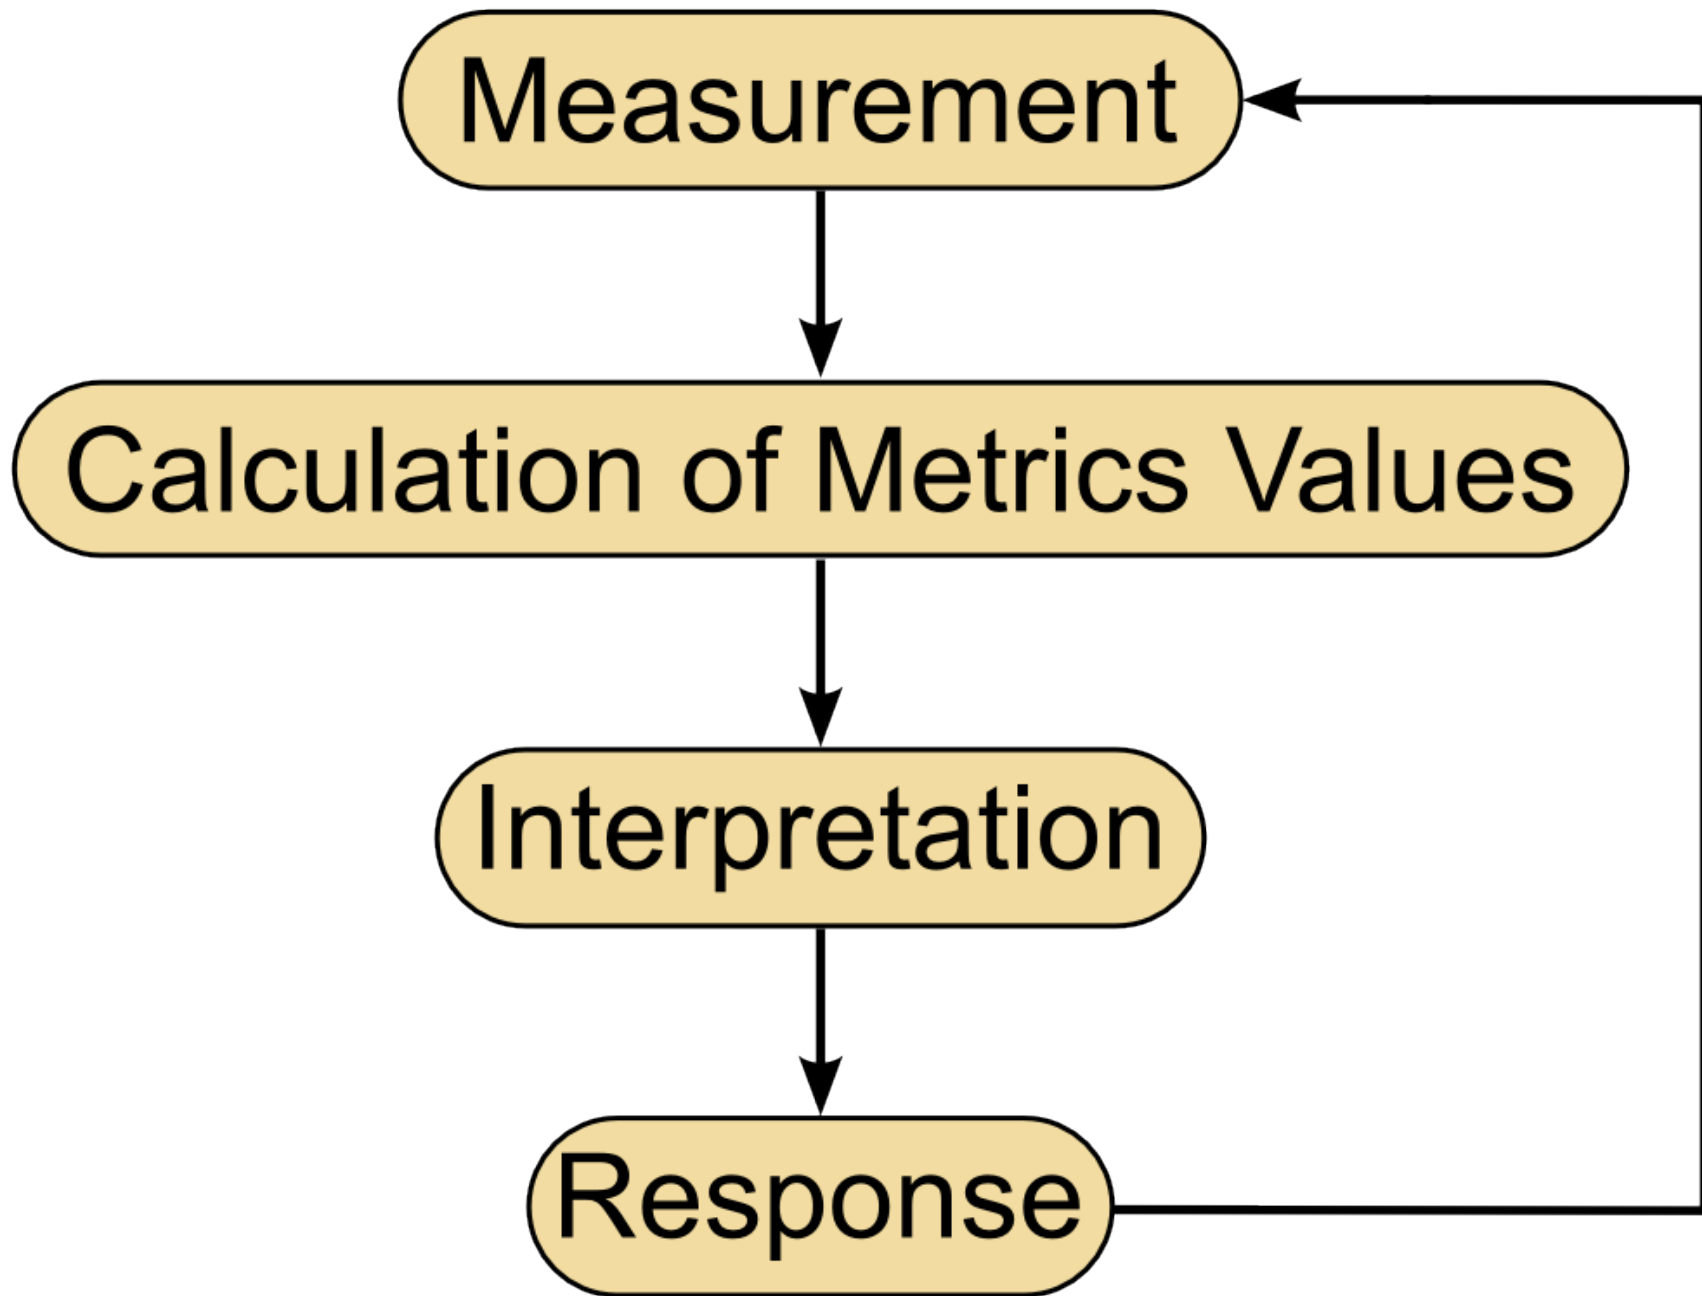 Measurement
Calculation of Metrics Values
Interpretation
Response